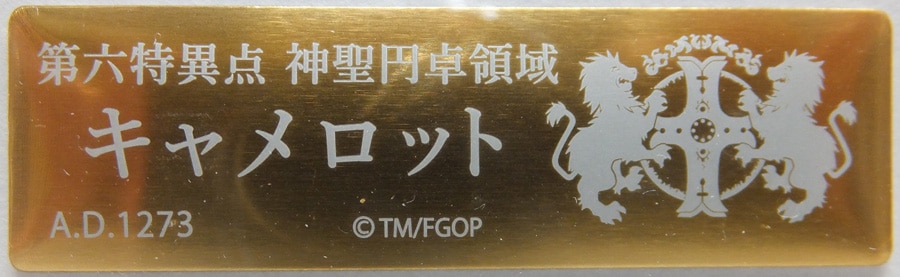 第六特異点 神聖円卓領域
キャメロット
A.D.1273
©TM/FGOP